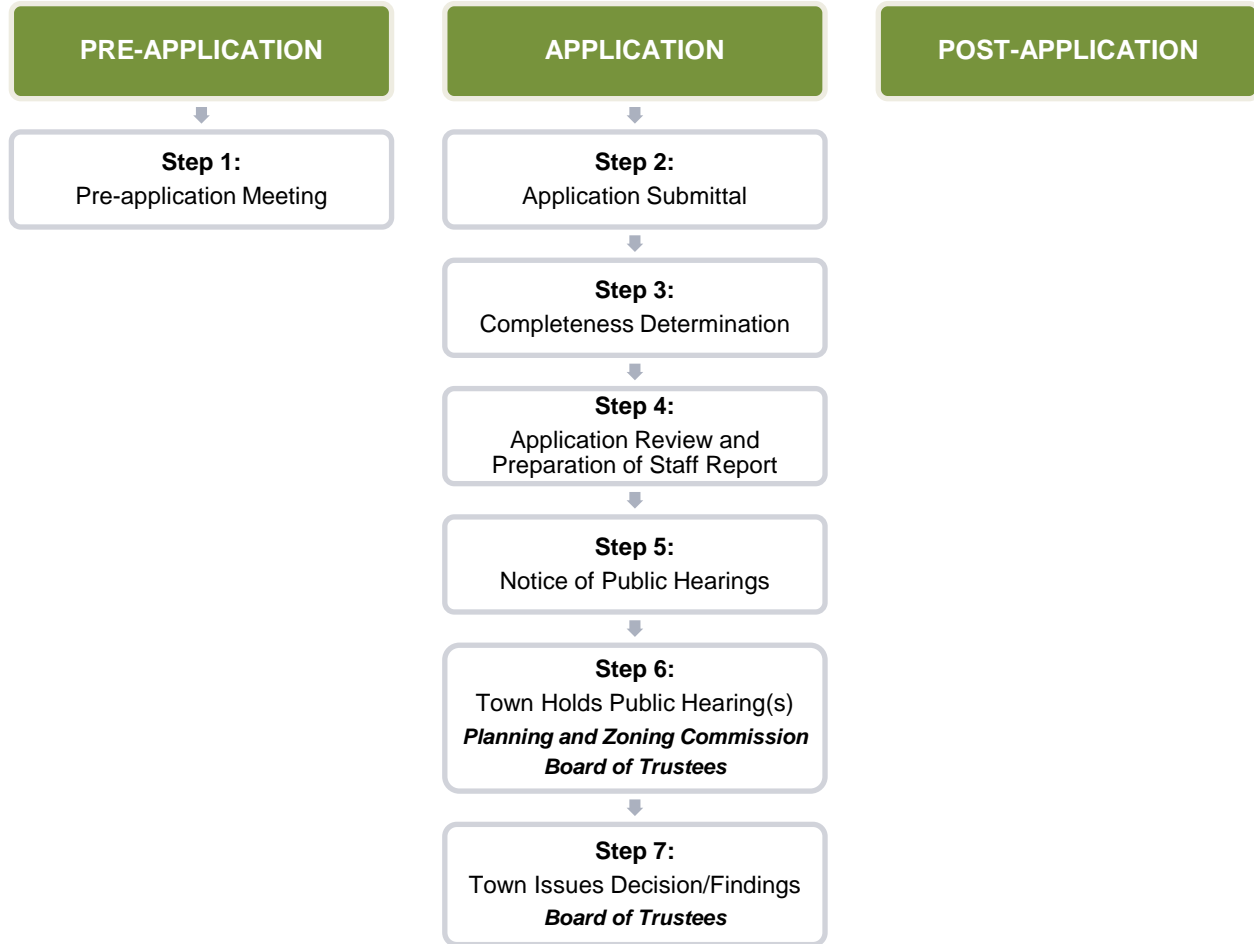 PRE-APPLICATION
Step 1:
Pre-application Meeting
APPLICATION
Step 2:
Application Submittal
Step 3:
Completeness Determination
Step 4:
Application Review and
Preparation of Staff Report
Step 5:
Notice of Public Hearings
Step 6:
Town Holds Public Hearing(s)
Planning and Zoning Commission
Board of Trustees
Step 7:
Town Issues Decision/Findings
Board of Trustees
POST-APPLICATION